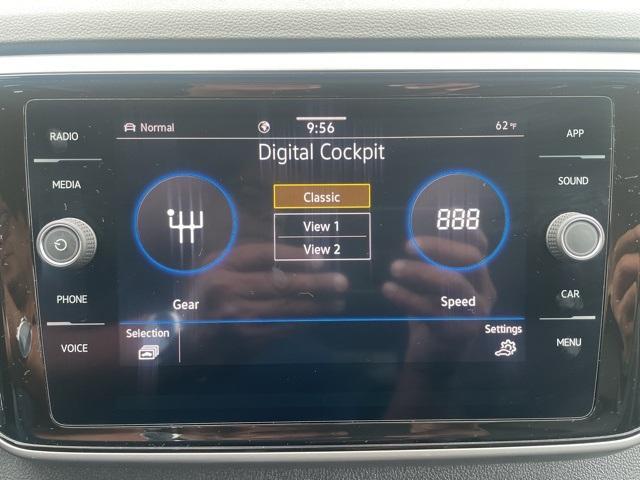 RADIO
MEDIA
PHONE
VOICE
Normal
9:56
62°F
Digital Cockpit
Classic
View 1
View 2
888
Gear
Speed
Selection
Settings
APP
SOUND
CAR
MENU